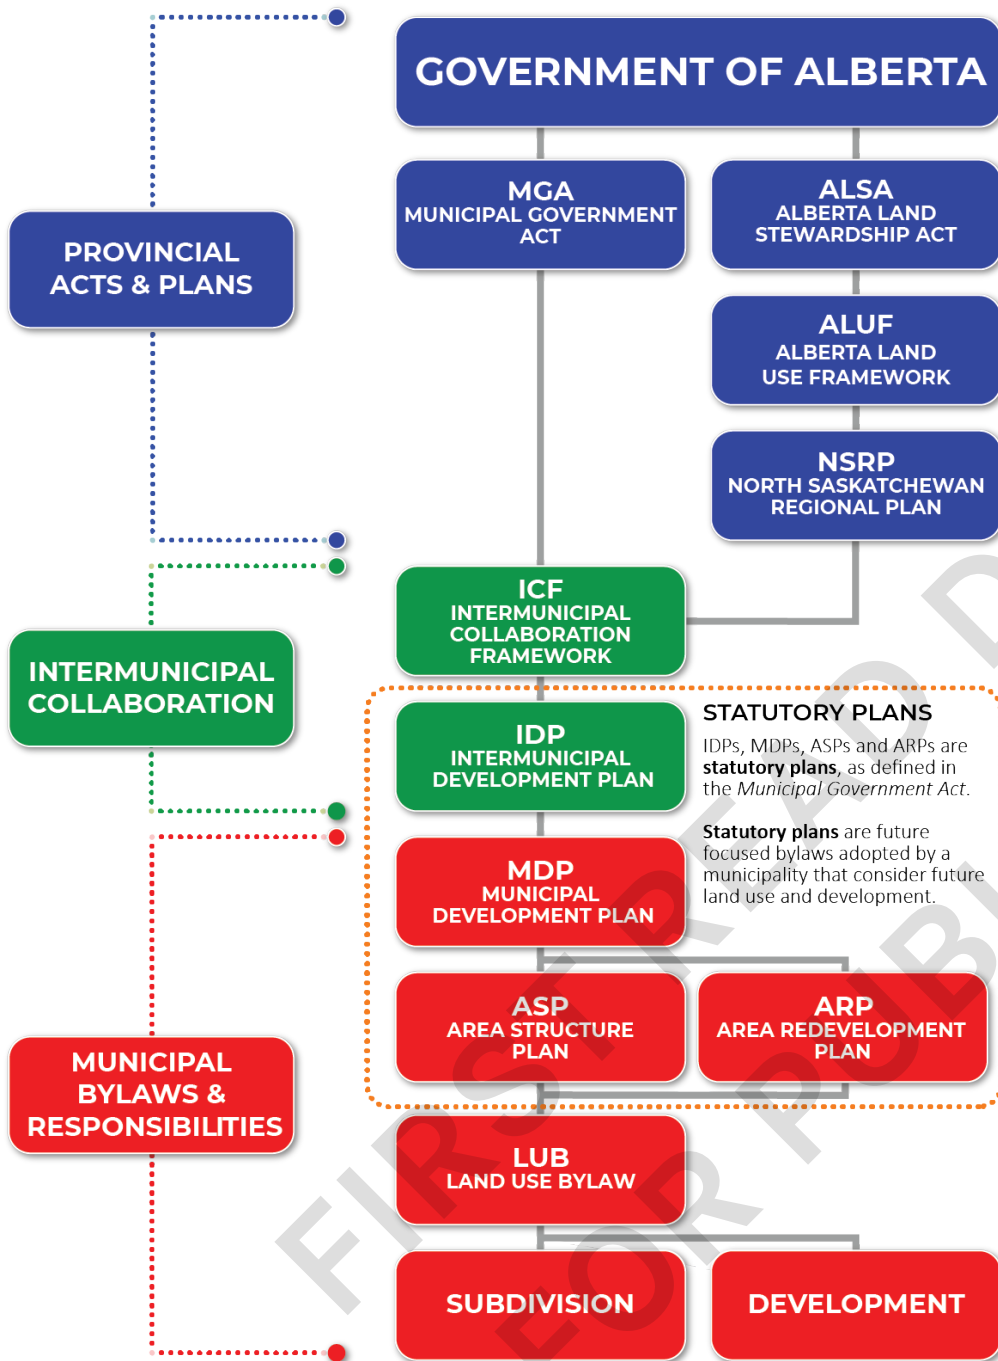 GOVERNMENT OF ALBERTA
MGA
MUNICIPAL GOVERNMENT
ACT
ALSA
ALBERTA LAND
STEWARDSHIP ACT
PROVINCIAL
ACTS & PLANS
ALUF
ALBERTA LAND
USE FRAMEWORK
NSRP
NORTH SASKATCHEWAN
REGIONAL PLAN
ICF
INTERMUNICIPAL
COLLABORATION
FRAMEWORK
INTERMUNICIPAL
COLLABORATION
IDP
INTERMUNICIPAL
DEVELOPMENT PLAN
STATUTORY PLANS
IDPs, MDPs, ASPs and ARPs are
statutory plans, as defined in
the Municipal Government Act.
Statutory plans are future
focused bylaws adopted by a
municipality that consider future
land use and development.
MDP
MUNICIPAL
DEVELOPMENT PLAN
ASP
AREA STRUCTURE
PLAN
ARP
AREA REDEVELOPMENT
PLAN
MUNICIPAL
BYLAWS &
RESPONSIBILITIES
LUB
LAND USE BYLAW
SUBDIVISION
DEVELOPMENT
FIRST READ D
FOR PUBL